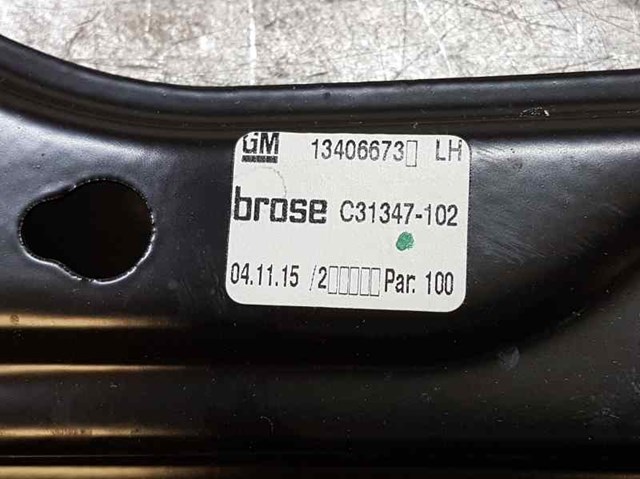 GM 13406673▯ LH
brose C31347-102
04.11.15 /2▯▯▯▯▯Par. 100